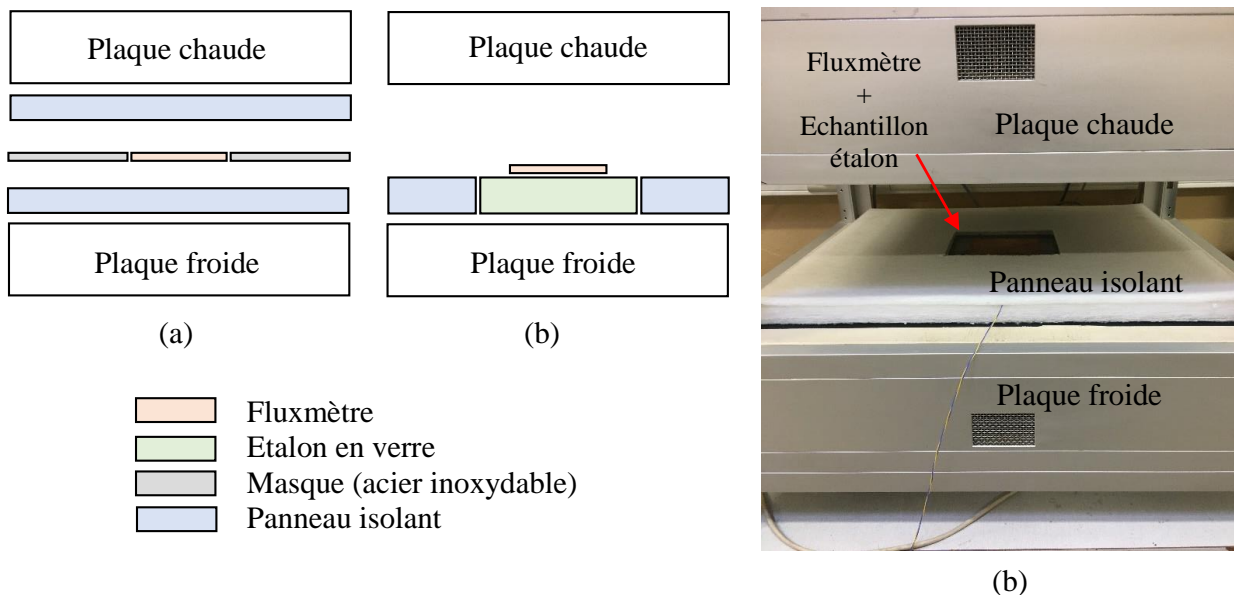 Plaque chaude
Plaque froide
(a)
Plaque chaude
Plaque froide
(b)
Fluxmètre
Etalon en verre
Masque (acier inoxydable)
Panneau isolant
Fluxmètre
+
Echantillon
étalon
Plaque chaude
Panneau isolant
Plaque froide
(b)